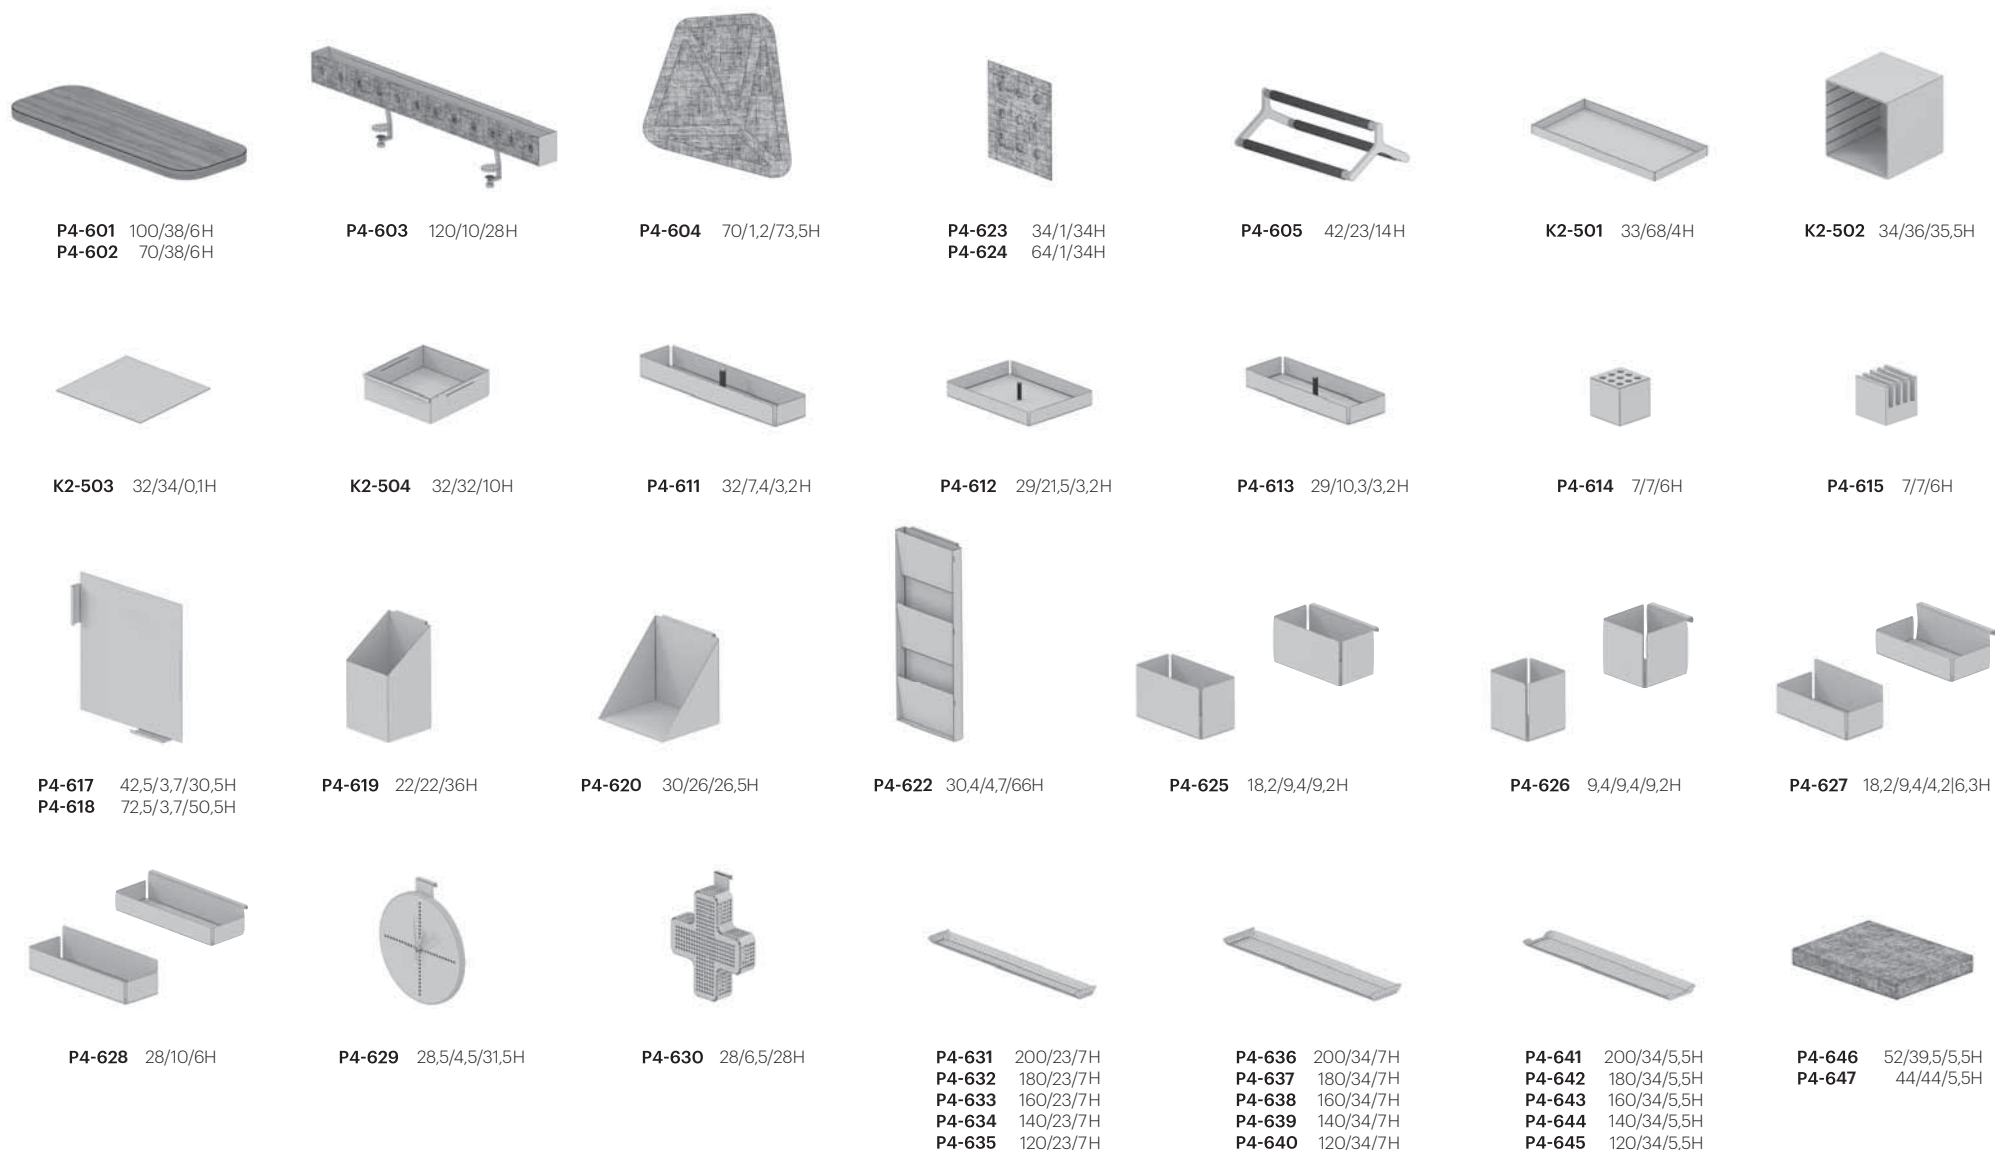 P4-601 100/38/6H
P4-602 70/38/6H
P4-603 120/10/28H
P4-604 70/1,2/73,5H
P4-623 34/1/34H
P4-624 64/1/34H
P4-605 42/23/14H
K2-501 33/68/4H
K2-502 34/36/35,5H
K2-503 32/34/0,1H
K2-504 32/32/10H
P4-611 32/7,4/3,2H
P4-612 29/21,5/3,2H
P4-613 29/10,3/3,2H
P4-614 7/7/6H
P4-615 7/7/6H
P4-617 42,5/3,7/30,5H
P4-618 72,5/3,7/50,5H
P4-619 22/22/36H
P4-620 30/26/26,5H
P4-622 30,4/4,7/66H
P4-625 18,2/9,4/9,2H
P4-626 9,4/9,4/9,2H
P4-627 18,2/9,4/4,2|6,3H
P4-628 28/10/6H
P4-629 28,5/4,5/31,5H
P4-630 28/6,5/28H
P4-631 200/23/7H
P4-632 180/23/7H
P4-633 160/23/7H
P4-634 140/23/7H
P4-635 120/23/7H
P4-636 200/34/7H
P4-637 180/34/7H
P4-638 160/34/7H
P4-639 140/34/7H
P4-640 120/34/7H
P4-641 200/34/5,5H
P4-642 180/34/5,5H
P4-643 160/34/5,5H
P4-644 140/34/5,5H
P4-645 120/34/5,5H
P4-646 52/39,5/5,5H
P4-647 44/44/5,5H